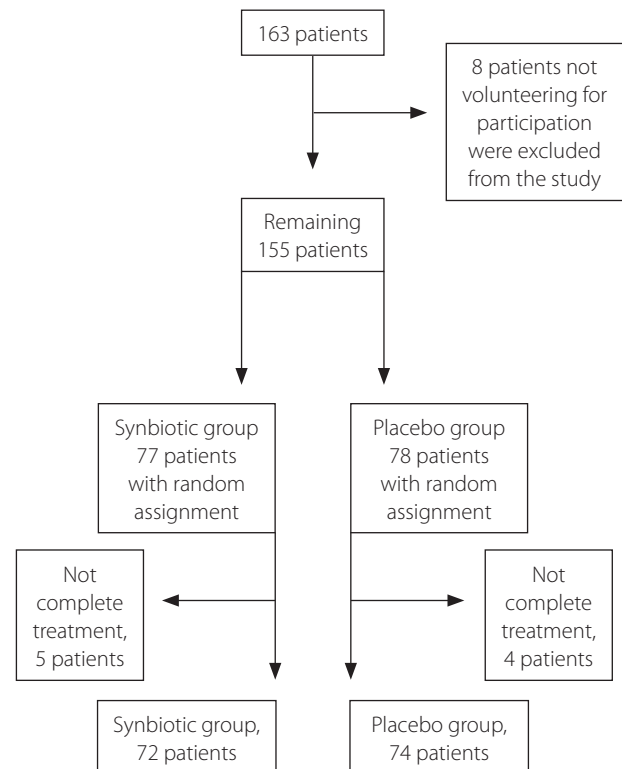 163 patients
8 patients not
volunteering for
participation
were excluded
from the study
Remaining
155 patients
Synbiotic group
77 patients
with random
assignment
Placebo group
78 patients
with random
assignment
Not
complete
treatment,
5 patients
Not
complete
treatment,
4 patients
Synbiotic group,
72 patients
Placebo group,
74 patients